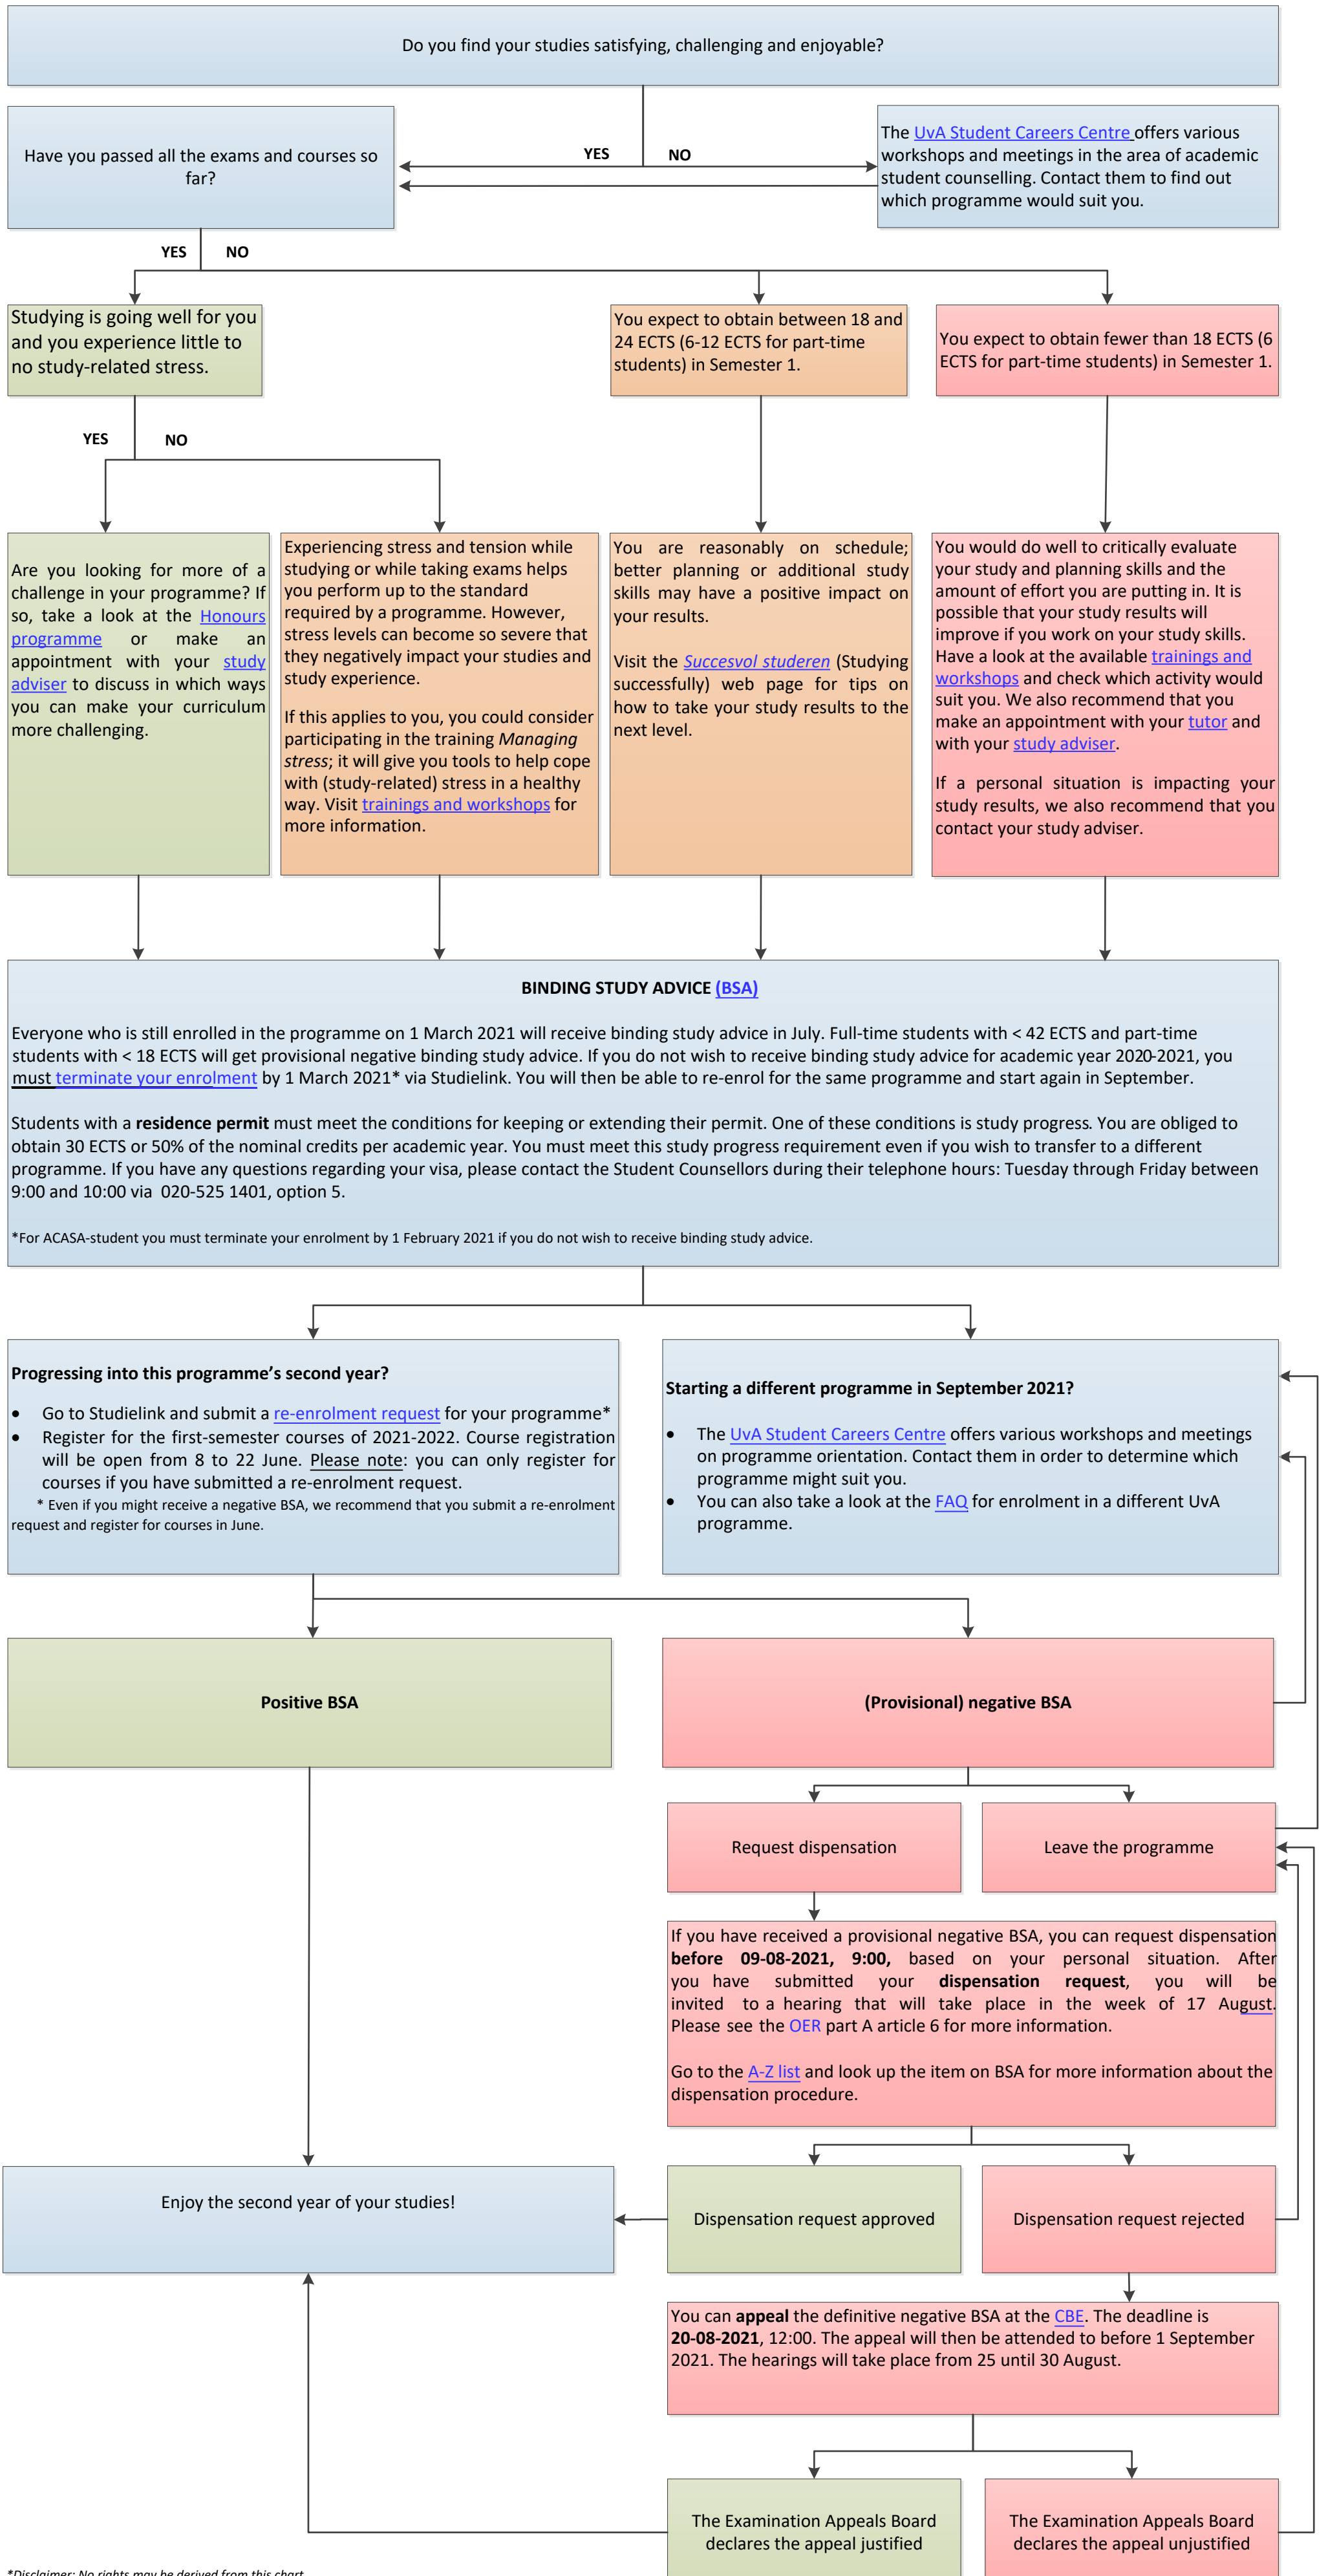 Do you find your studies satisfying, challenging and enjoyable?
Have you passed all the exams and courses so
far?
YES
NO
The UvA Student Careers Centre offers various
workshops and meetings in the area of academic
student counselling. Contact them to find out
which programme would suit you.
YES
NO
Studying is going well for you
and you experience little to
no study-related stress.
You expect to obtain between 18 and
24 ECTS (6-12 ECTS for part-time
students) in Semester 1.
You expect to obtain fewer than 18 ECTS (6
ECTS for part-time students) in Semester 1.
YES
NO
Are you looking for more of a
challenge in your programme? If
so, take a look at the Honours
programme or make an
appointment with your study
adviser to discuss in which ways
you can make your curriculum
more challenging.
Experiencing stress and tension while
studying or while taking exams helps
you perform up to the standard
required by a programme. However,
stress levels can become so severe that
they negatively impact your studies and
study experience.
If this applies to you, you could consider
participating in the training Managing
stress; it will give you tools to help cope
with (study-related) stress in a healthy
way. Visit trainings and workshops for
more information.
You are reasonably on schedule;
better planning or additional study
skills may have a positive impact on
your results.
Visit the Succesvol studeren (Studying
successfully) web page for tips on
how to take your study results to the
next level.
You would do well to critically evaluate
your study and planning skills and the
amount of effort you are putting in. It is
possible that your study results will
improve if you work on your study skills.
Have a look at the available trainings and
workshops and check which activity would
suit you. We also recommend that you
make an appointment with your tutor and
with your study adviser.
If a personal situation is impacting your
study results, we also recommend that you
contact your study adviser.
BINDING STUDY ADVICE (BSA)
Everyone who is still enrolled in the programme on 1 March 2021 will receive binding study advice in July. Full-time students with < 42 ECTS and part-time
students with < 18 ECTS will get provisional negative binding study advice. If you do not wish to receive binding study advice for academic year 2020-2021, you
must terminate your enrolment by 1 March 2021* via Studielink. You will then be able to re-enrol for the same programme and start again in September.
Students with a residence permit must meet the conditions for keeping or extending their permit. One of these conditions is study progress. You are obliged to
obtain 30 ECTS or 50% of the nominal credits per academic year. You must meet this study progress requirement even if you wish to transfer to a different
programme. If you have any questions regarding your visa, please contact the Student Counsellors during their telephone hours: Tuesday through Friday between
9:00 and 10:00 via 020-525 1401, option 5.
*For ACASA-student you must terminate your enrolment by 1 February 2021 if you do not wish to receive binding study advice.
Progressing into this programme's second year?
• Go to Studielink and submit a re-enrolment request for your programme*
• Register for the first-semester courses of 2021-2022. Course registration
will be open from 8 to 22 June. Please note: you can only register for
courses if you have submitted a re-enrolment request.
* Even if you might receive a negative BSA, we recommend that you submit a re-enrolment
request and register for courses in June.
Starting a different programme in September 2021?
• The UvA Student Careers Centre offers various workshops and meetings
on programme orientation. Contact them in order to determine which
programme might suit you.
• You can also take a look at the FAQ for enrolment in a different UvA
programme.
Positive BSA
(Provisional) negative BSA
Request dispensation
Leave the programme
If you have received a provisional negative BSA, you can request dispensation
before 09-08-2021, 9:00, based on your personal situation. After
you have submitted your dispensation request, you will be
invited to a hearing that will take place in the week of 17 August.
Please see the OER part A article 6 for more information.
Go to the A-Z list and look up the item on BSA for more information about the
dispensation procedure.
Enjoy the second year of your studies!
Dispensation request approved
Dispensation request rejected
You can appeal the definitive negative BSA at the CBE. The deadline is
20-08-2021, 12:00. The appeal will then be attended to before 1 September
2021. The hearings will take place from 25 until 30 August.
The Examination Appeals Board
declares the appeal justified
The Examination Appeals Board
declares the appeal unjustified
*Disclaimer: No rights may be derived from this chart